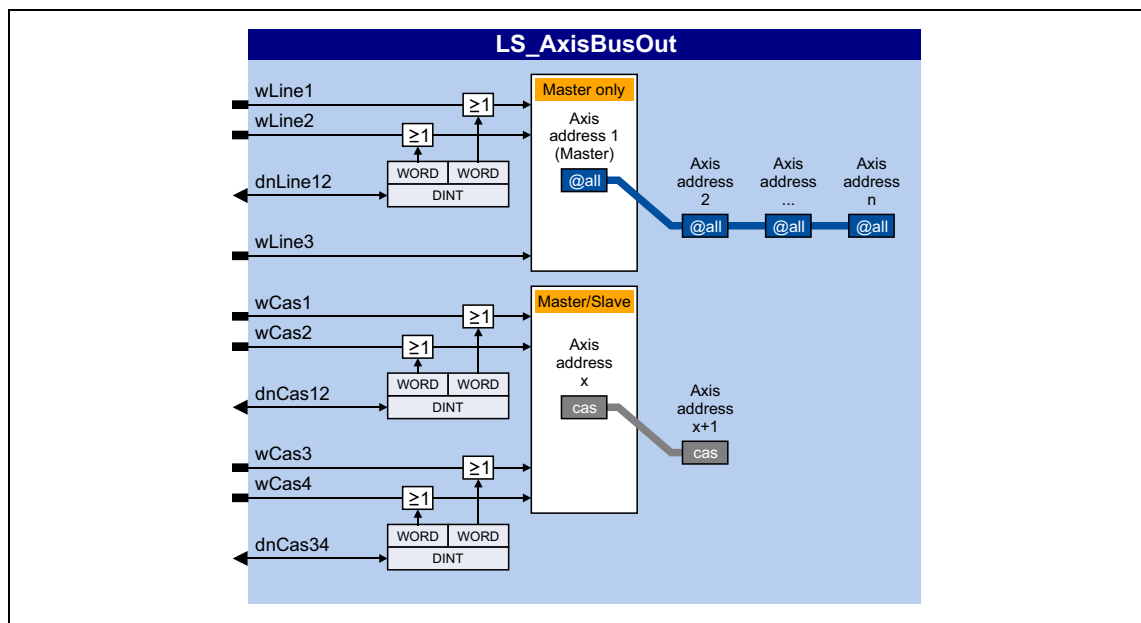 LS_AxisBusOut
wLine1
≥1
Master only
wLine2
≥1
Axis
address 1
(Master)
@all
WORD WORD
DINT
dnLine12
Axis
address
2
@all
Axis
address
...
@all
Axis
address
n
@all
wLine3
wCas1
≥1
Master/Slave
wCas2
≥1
Axis
address
x
cas
WORD WORD
DINT
dnCas12
Axis
address
x+1
cas
wCas3
≥1
wCas4
≥1
WORD WORD
DINT
dnCas34